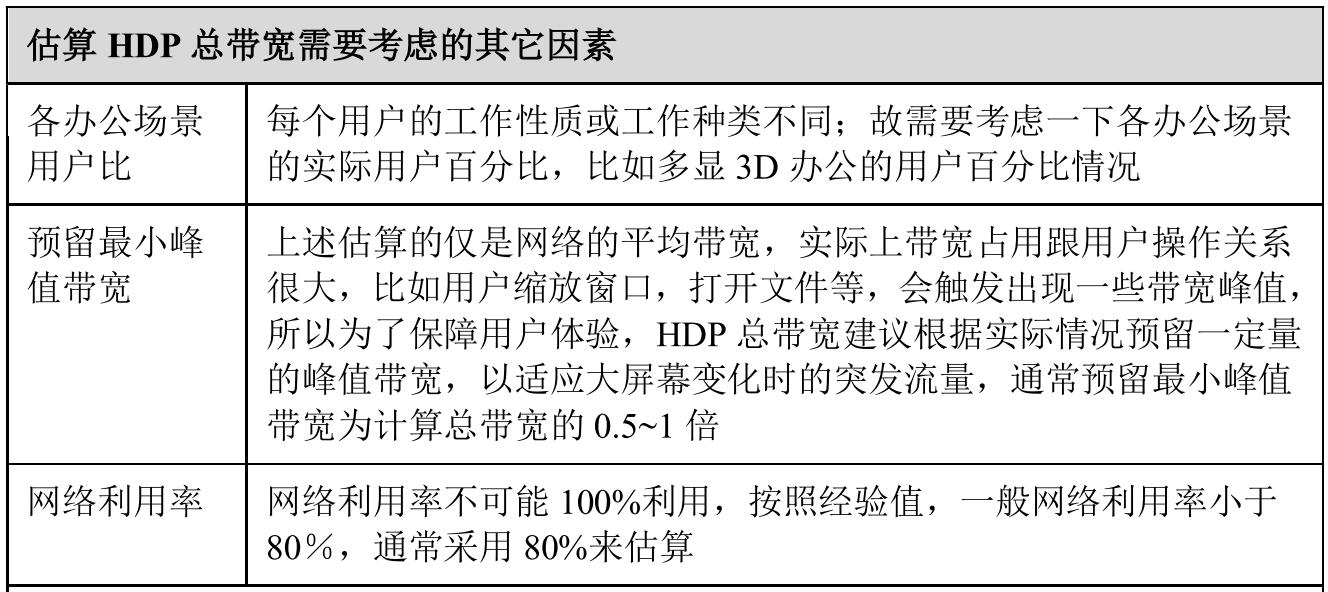 估算 HDP 总带宽需要考虑的其它因素
各办公场景
用户比
每个用户的工作性质或工作种类不同；故需要考虑一下各办公场景
的实际用户百分比，比如多显 3D 办公的用户百分比情况
预留最小峰
值带宽
上述估算的仅是网络的平均带宽，实际上带宽占用跟用户操作关系
很大，比如用户缩放窗口，打开文件等，会触发出现一些带宽峰值，
所以为了保障用户体验，HDP 总带宽建议根据实际情况预留一定量
的峰值带宽，以适应大屏幕变化时的突发流量，通常预留最小峰值
带宽为计算总带宽的 0.5~1 倍
网络利用率
网络利用率不可能 100%利用，按照经验值，一般网络利用率小于
80％，通常采用 80%来估算